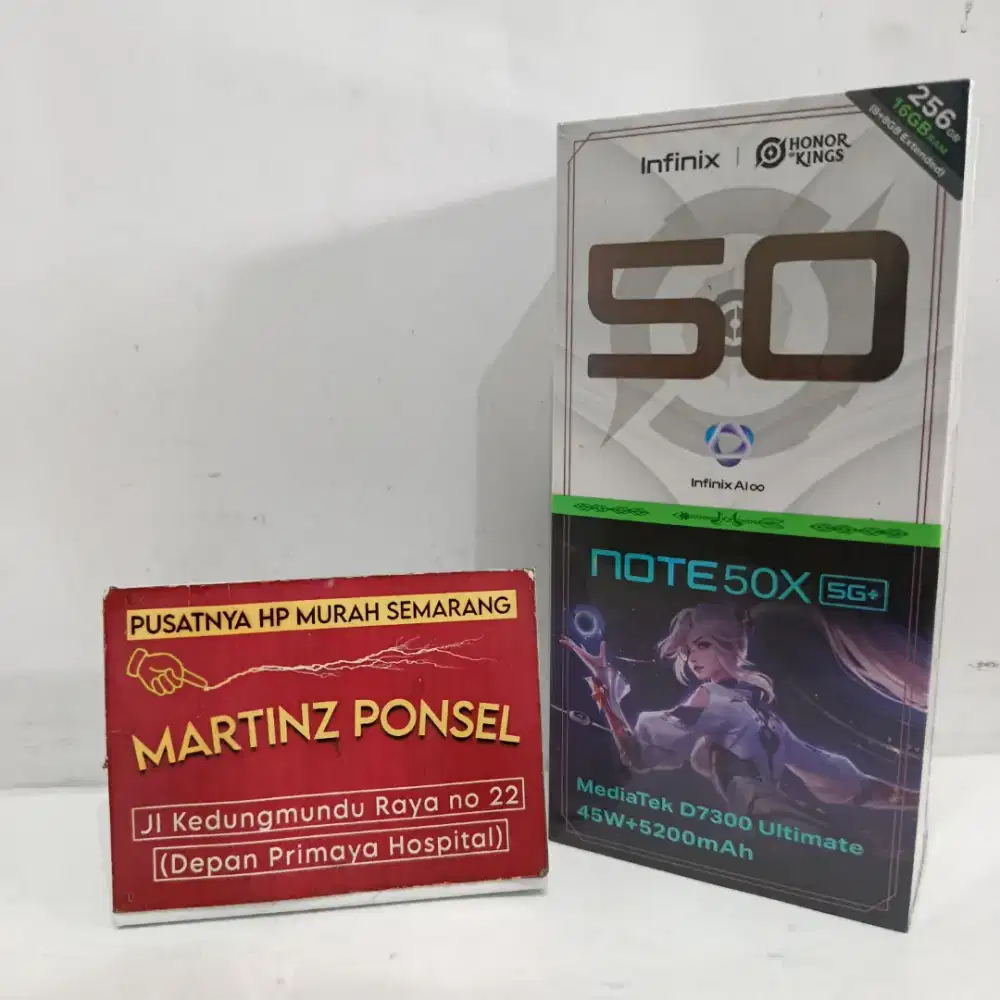 PUSATNYA HP MURAH SEMARANG
MARTINZ PONSEL
Jl Kedungmundu Raya no 22
(Depan Primaya Hospital)
256GB
16GB RAM
(8+8GB Extended)
Infinix | HONOR OF KINGS
50
Infinix AI∞
NOTE 50X 5G+
MediaTek D7300 Ultimate
45W+5200mAh